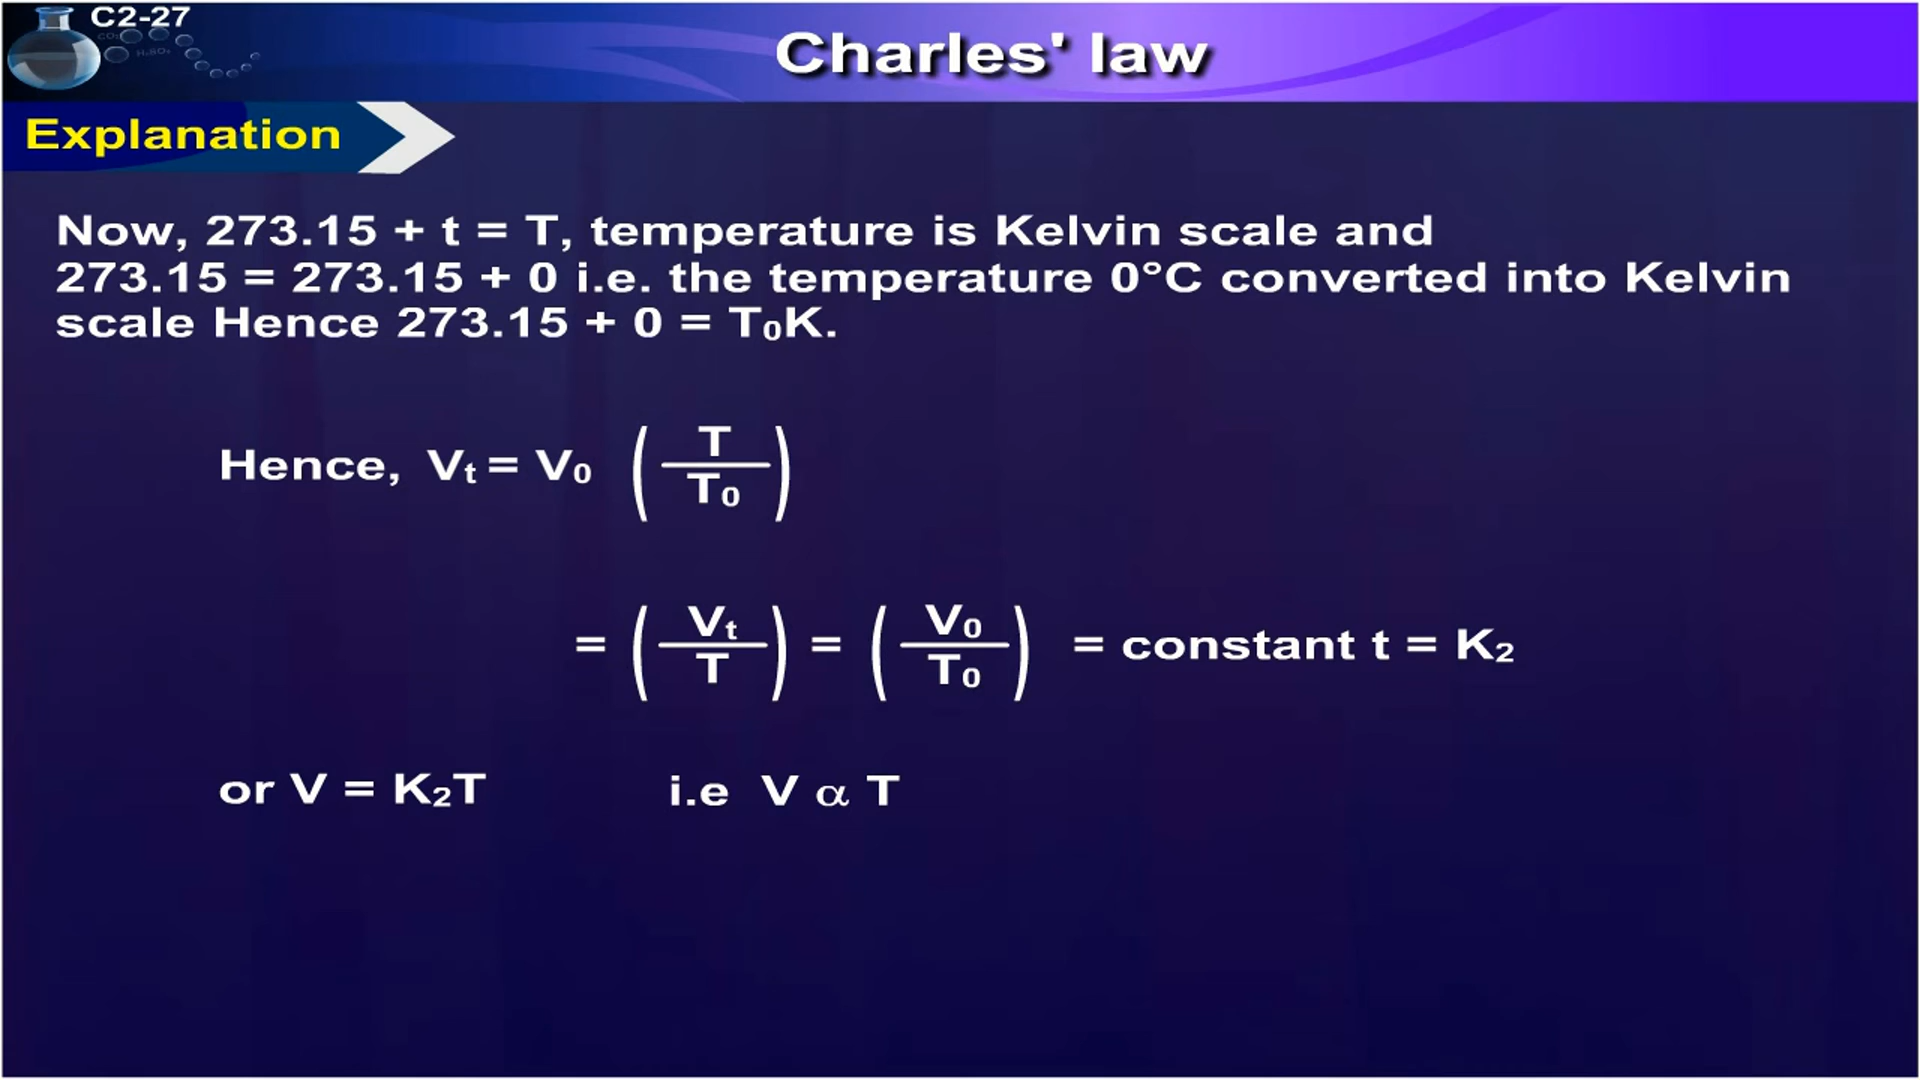 C2-27
CO₂
H₂SO₄
Charles' law
Explanation
Now, 273.15 + t = T, temperature is Kelvin scale and
273.15 = 273.15 + 0 i.e. the temperature 0°C converted into Kelvin
scale Hence 273.15 + 0 = T₀K.
Hence, Vₜ = V₀ (T/T₀)
= (Vₜ/T) = (V₀/T₀) = constant t = K₂
or V = K₂T i.e V α T